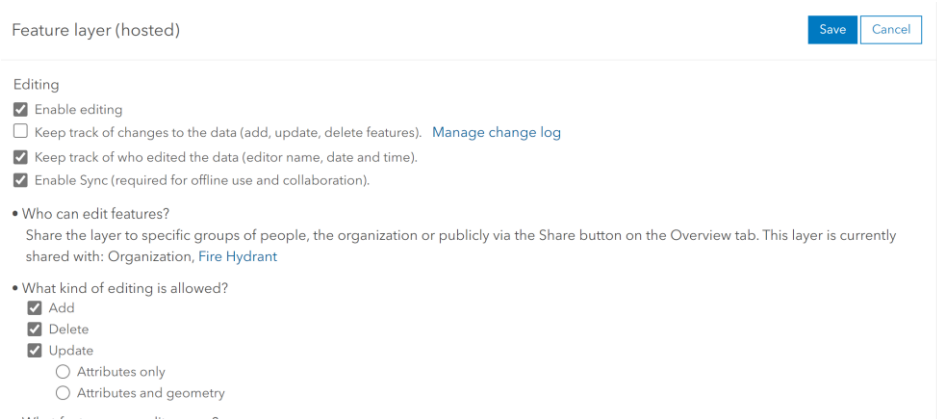 Feature layer (hosted)
Save
Cancel
Editing
Enable editing
Keep track of changes to the data (add, update, delete features). Manage change log
Keep track of who edited the data (editor name, date and time).
Enable Sync (required for offline use and collaboration).
• Who can edit features?
Share the layer to specific groups of people, the organization or publicly via the Share button on the Overview tab. This layer is currently
shared with: Organization, Fire Hydrant
• What kind of editing is allowed?
Add
Delete
Update
Attributes only
Attributes and geometry